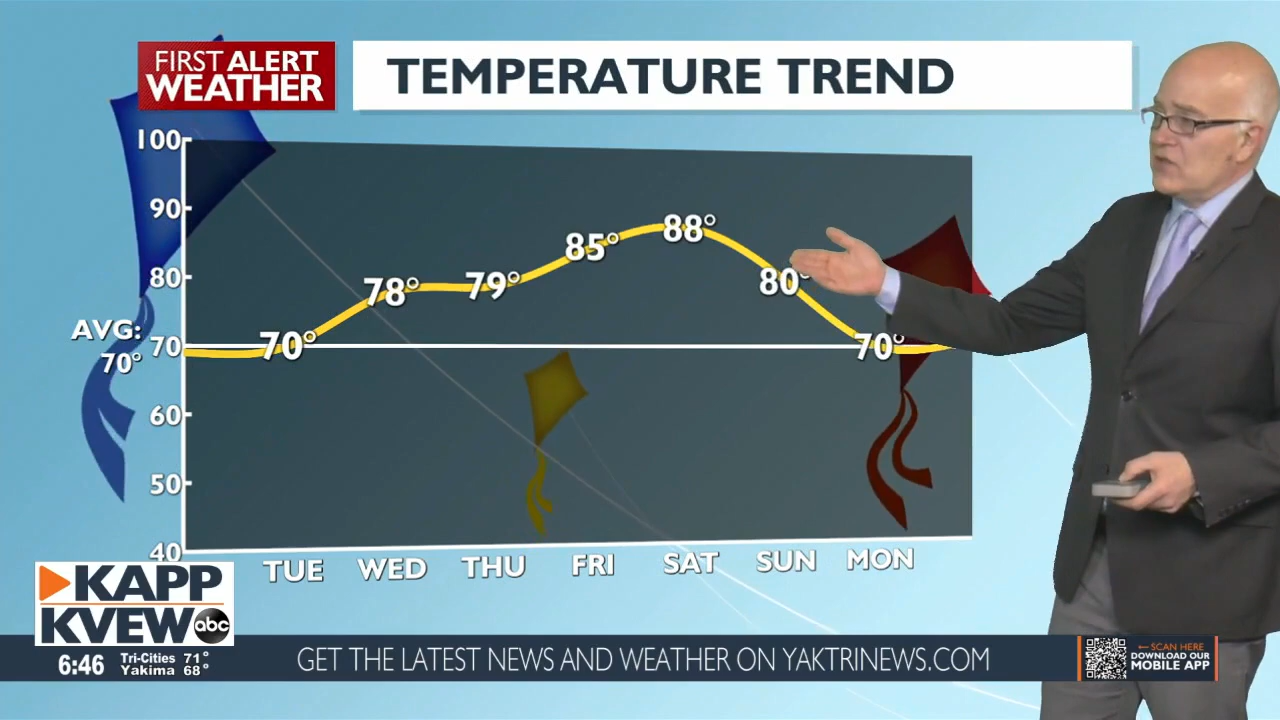 FIRST ALERT
WEATHER
TEMPERATURE TREND
100
90
80
70
60
50
40
AVG:
70°
70°
78°
79°
85°
88°
80°
70°
TUE WED THU FRI SAT SUN MON
KAPP
KVEW abc
6:46
Tri-Cities 71°
Yakima 68°
GET THE LATEST NEWS AND WEATHER ON YAKTRINEWS.COM
←SCAN HERE
DOWNLOAD OUR
MOBILE APP